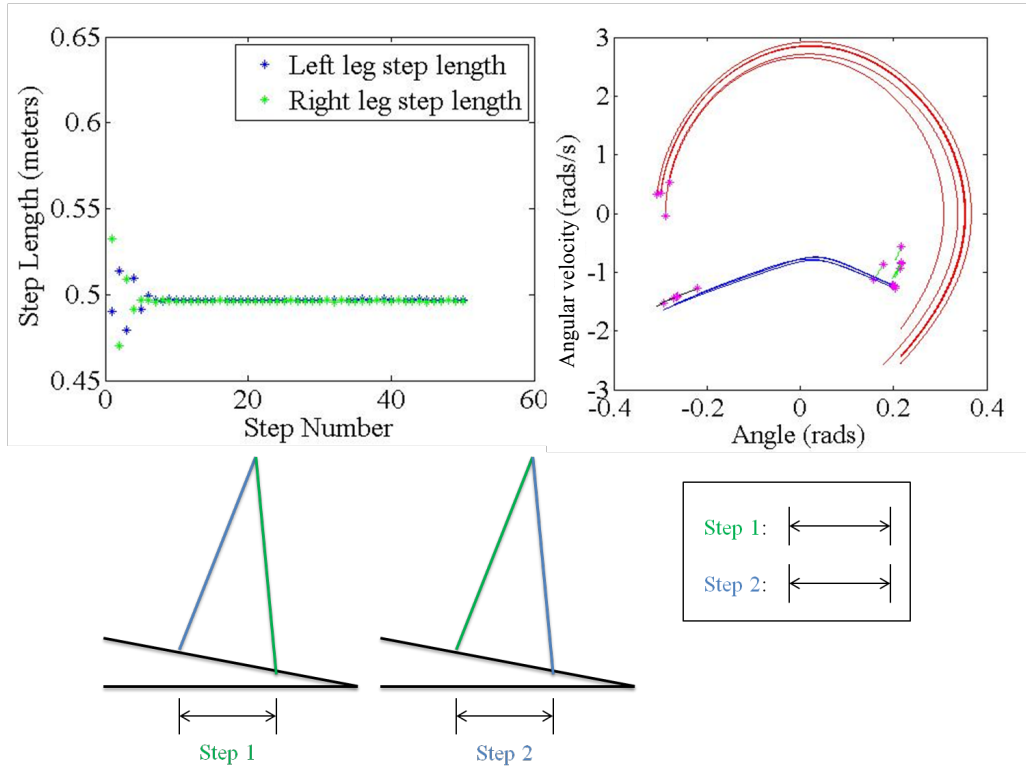 0.65
0.6
0.55
0.5
0.45
0
20
40
60
Step Length (meters)
Step Number
Left leg step length
Right leg step length
3
2
1
0
-1
-2
-3
-0.4
-0.2
0
0.2
0.4
Angular velocity (rads/s)
Angle (rads)
Step 1:
Step 2:
Step 1
Step 2